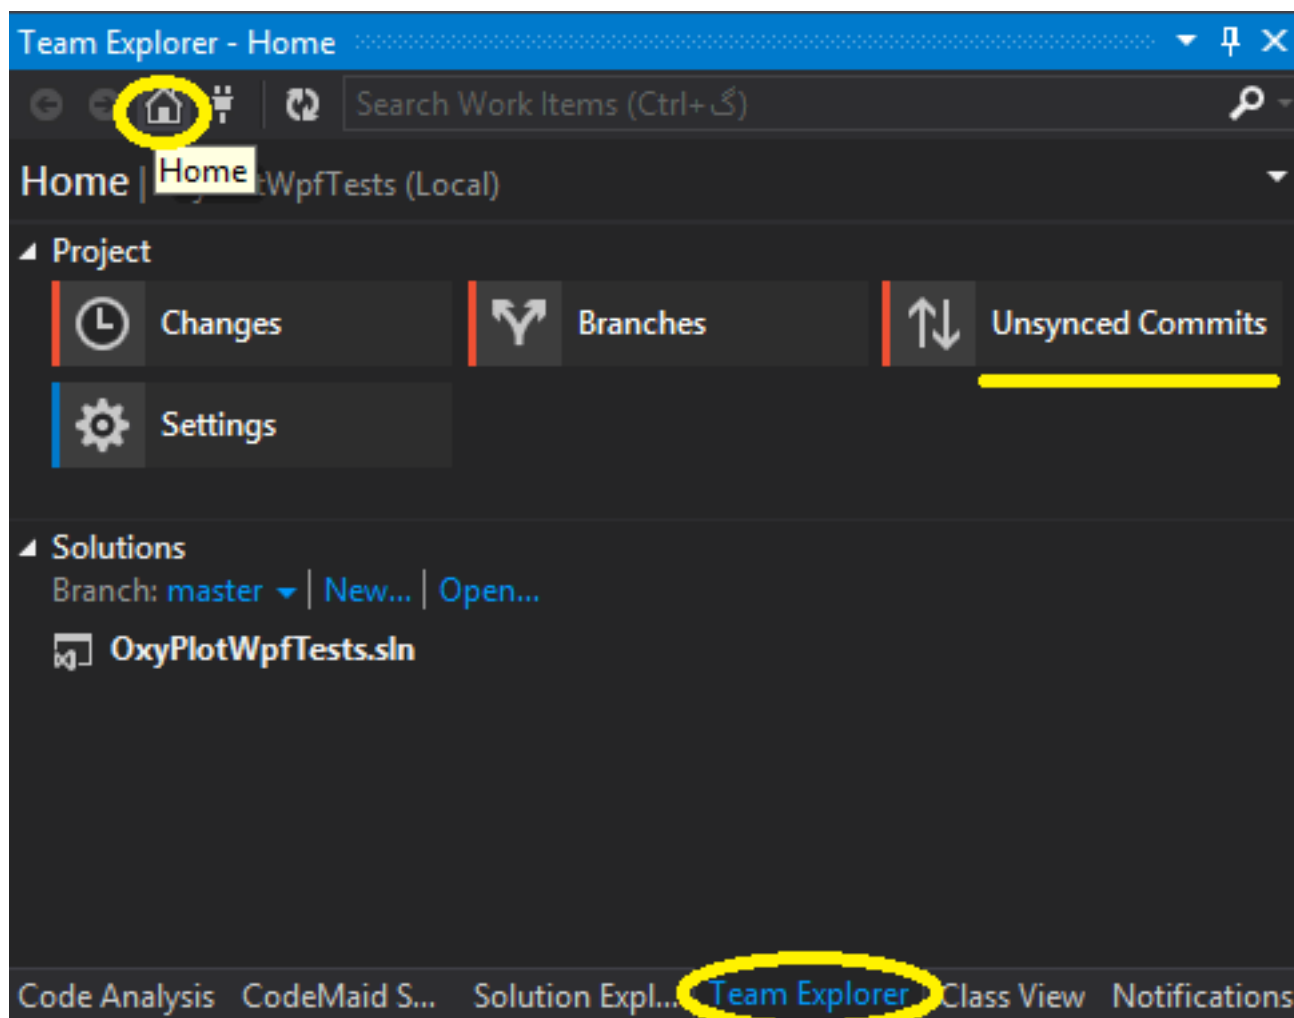 Team Explorer - Home
Search Work Items (Ctrl+گ)
Home
Home | WpfTests (Local)
Project
Changes
Branches
Unsynced Commits
Settings
Solutions
Branch: master | New... | Open...
OxyPlotWpfTests.sln
Code Analysis CodeMaid S... Solution Expl... Team Explorer Class View Notifications